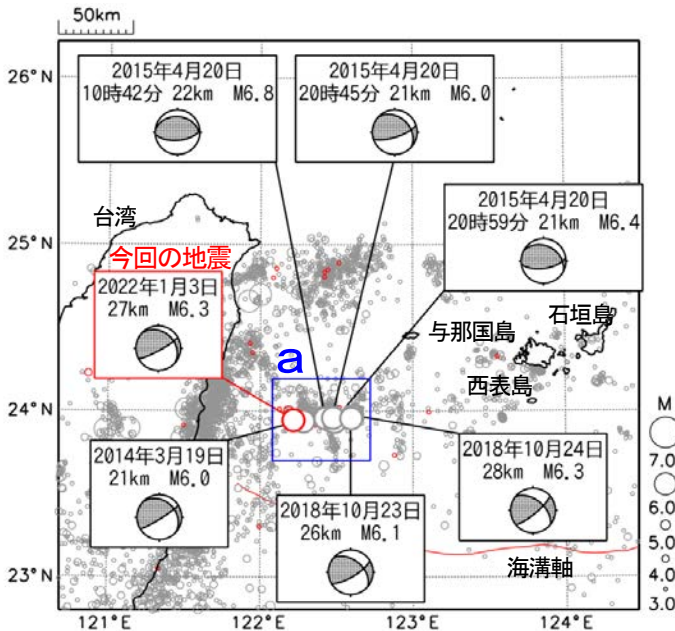 50km
26°N
2015年4月20日
10時42分 22km M6.8
2015年4月20日
20時45分 21km M6.0
2015年4月20日
20時59分 21km M6.4
台湾
25°N
今回の地震
2022年1月3日
27km M6.3
a
与那国島
石垣島
西表島
24°N
2014年3月19日
21km M6.0
2018年10月23日
26km M6.1
2018年10月24日
28km M6.3
海溝軸
23°N
121°E
122°E
123°E
124°E
M
7.0
6.0
5.0
4.0
3.0